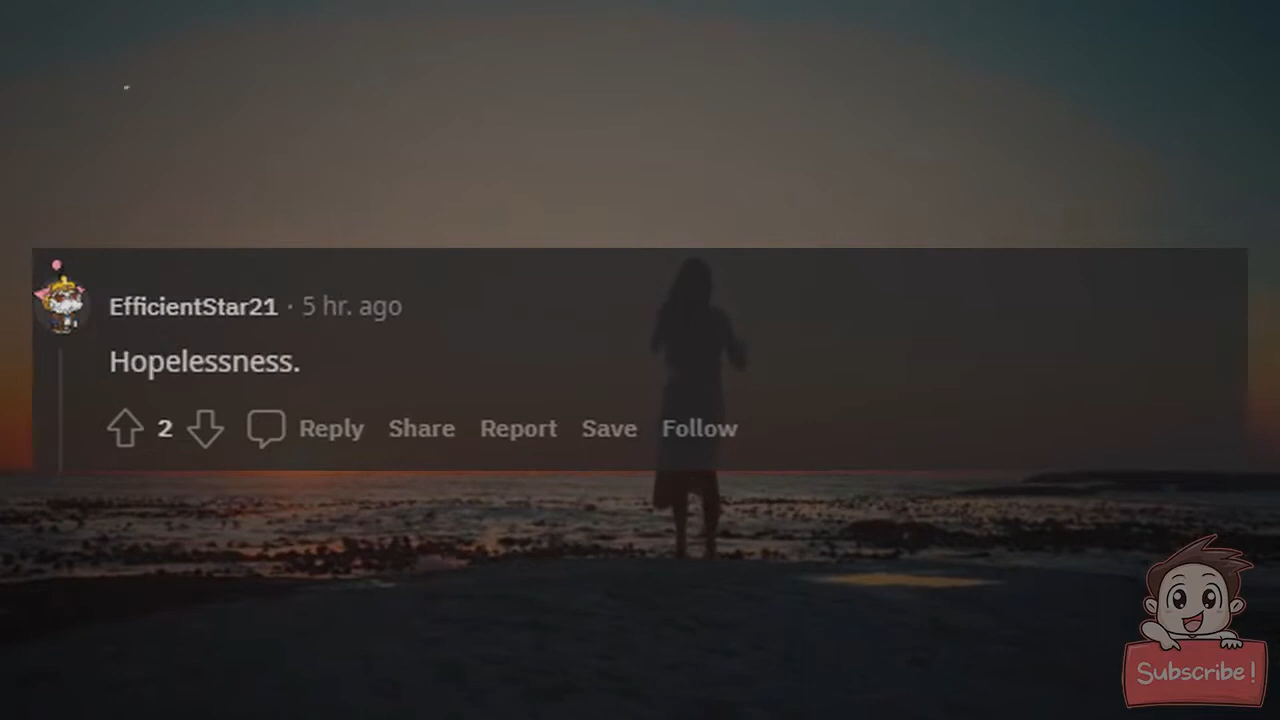 EfficientStar21 · 5 hr. ago
Hopelessness.
2 Reply Share Report Save Follow
Subscribe!